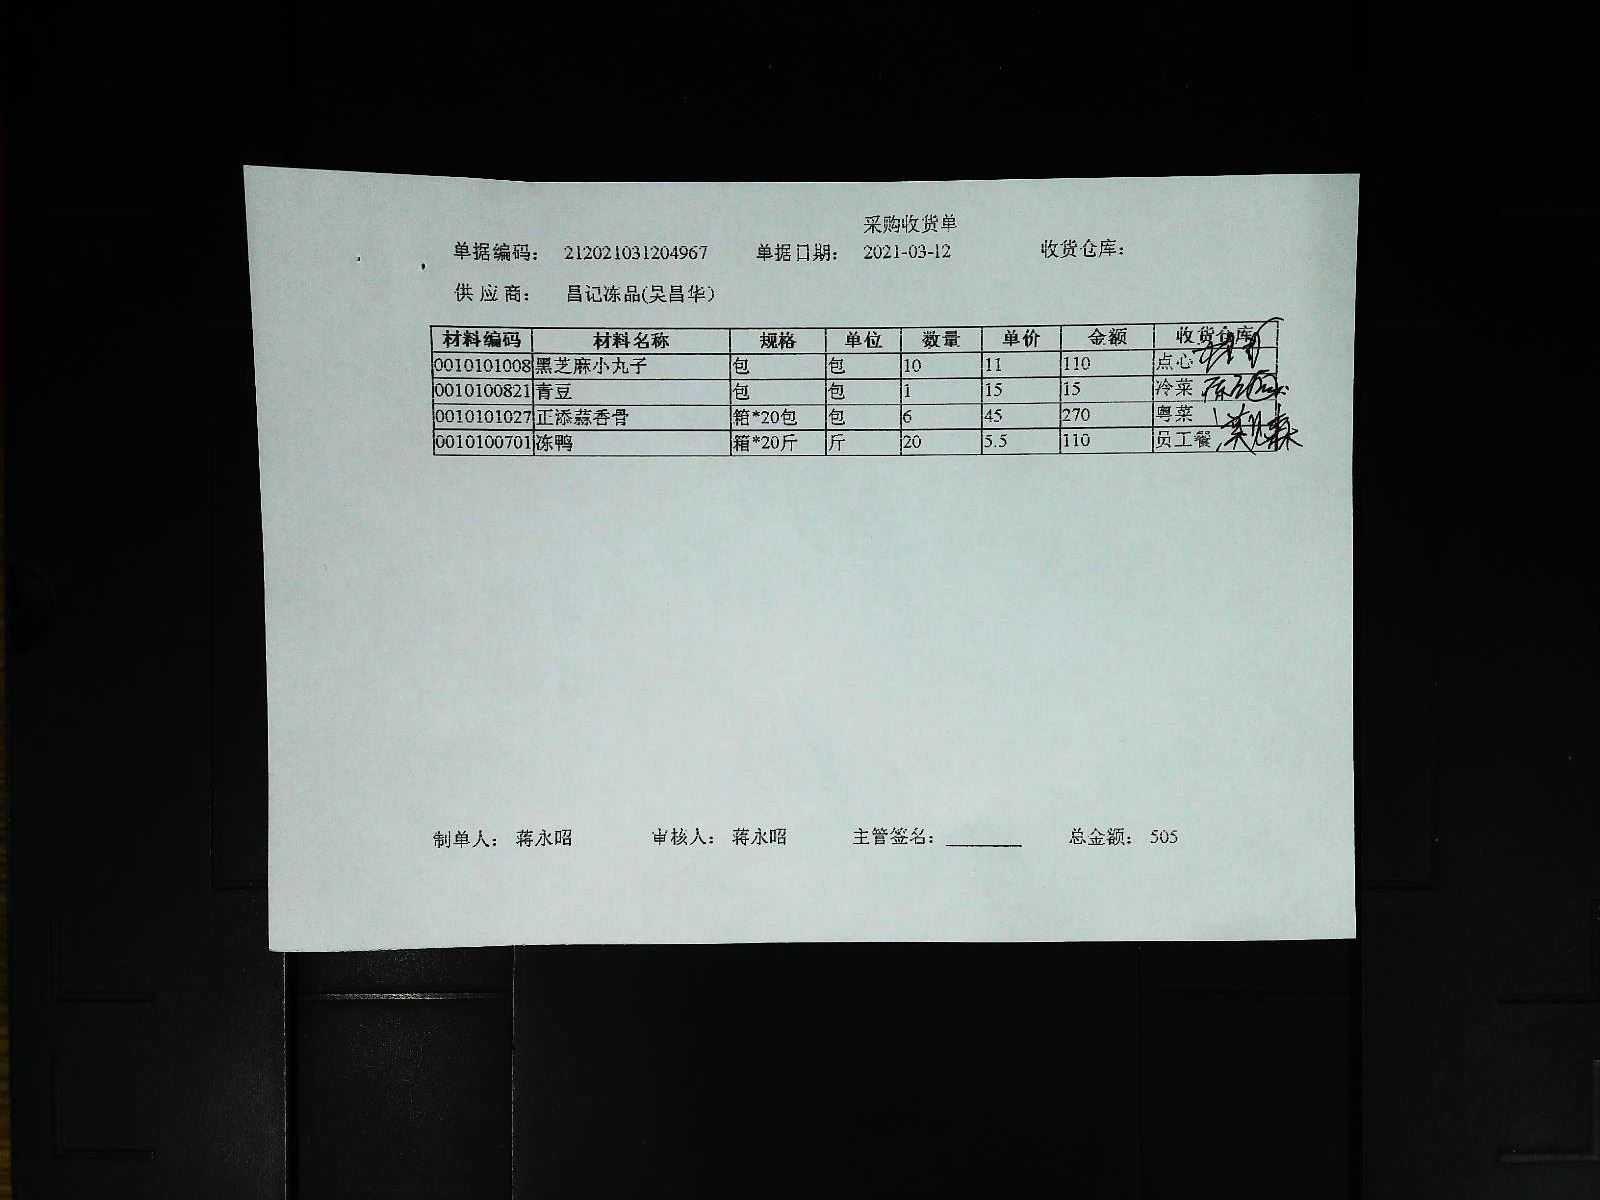 采购收货单
单据编码： 212021031204967 单据日期： 2021-03-12 收货仓库：
供 应 商： 昌记冻品(吴昌华)
材料编码 材料名称 规格 单位 数量 单价 金额 收货仓库
0010101008 黑芝麻小丸子 包 包 10 11 110 点心
0010100821 青豆 包 包 1 15 15 冷菜
0010101027 正添蒜香骨 箱*20包 包 6 45 270 粤菜
0010100701 冻鸭 箱*20斤 斤 20 5.5 110 员工餐
制单人： 蒋永昭 审核人： 蒋永昭 主管签名： 总金额： 505